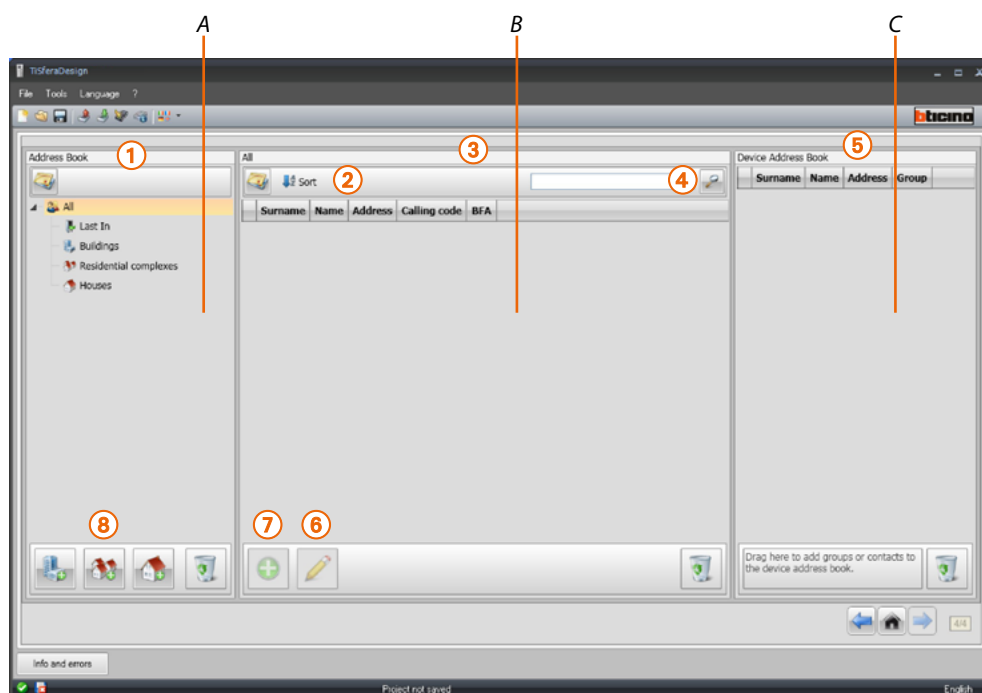 A B C
TiSferaDesign
File Tools Language ?
bticino
Address Book 1
All 3
Device Address Book 5
Sort 2
4
Surname Name Address Group
All
Surname Name Address Calling code BFA
Last In
Buildings
Residential complexes
Houses
8
7 6
Drag here to add groups or contacts to
the device address book.
4/4
Info and errors
Project not saved English